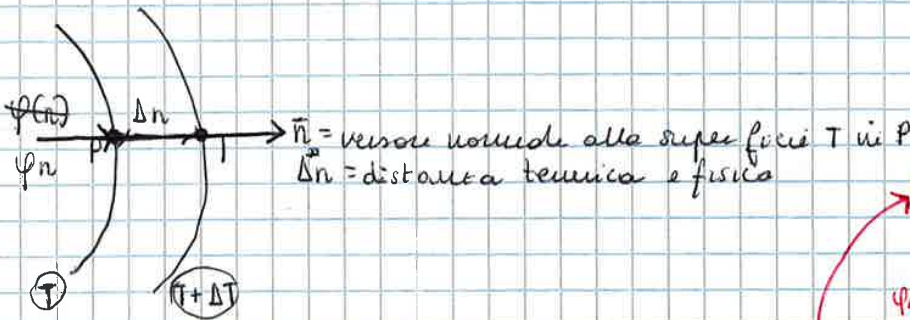 φ(n) Δn
P n̄ = versore normale alla superficie T in P
φn Δn = distanza termica e fisica
T T+ΔT
φ